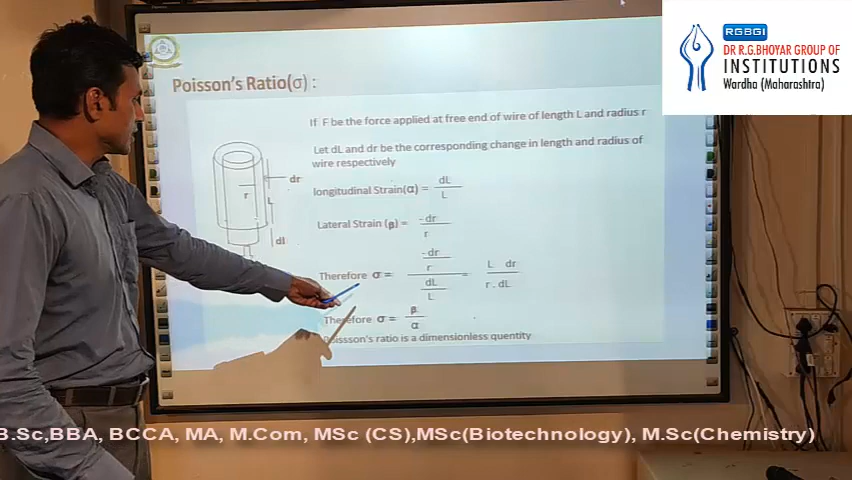 RGBGI
DR R.G.BHOYAR GROUP OF
INSTITUTIONS
Wardha (Maharashtra)
Poisson's Ratio(σ) :
If F be the force applied at free end of wire of length L and radius r
Let dL and dr be the corresponding change in length and radius of
wire respectively
dr
r
L
dl
longitudinal Strain(α) = dL / L
Lateral Strain (β) = -dr / r
Therefore σ = -dr / r / dL / L = L dr / r . dL
Therefore σ = β / α
Poissson's ratio is a dimensionless quentity
B.Sc,BBA, BCCA, MA, M.Com, MSc (CS),MSc(Biotechnology), M.Sc(Chemistry)